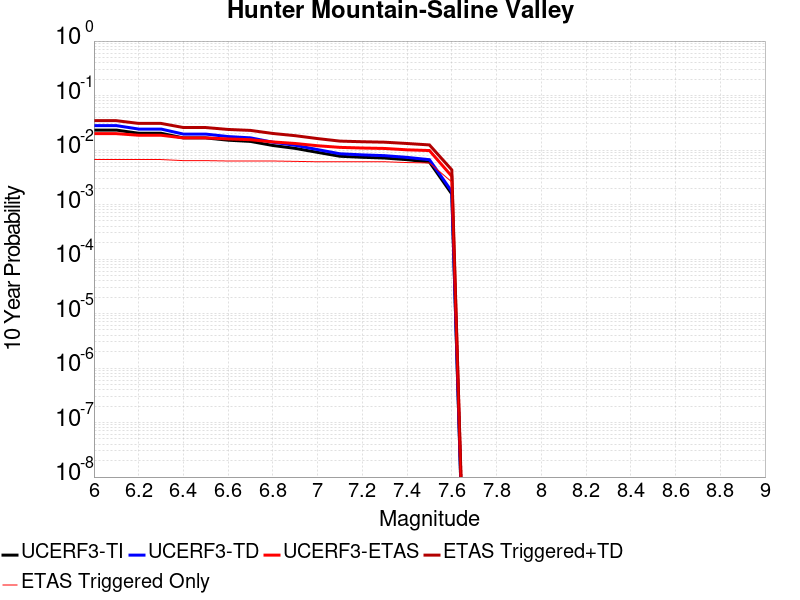 Hunter Mountain-Saline Valley
10^0
10^-1
10^-2
10^-3
10^-4
10^-5
10^-6
10^-7
10^-8
10 Year Probability
6 6.2 6.4 6.6 6.8 7 7.2 7.4 7.6 7.8 8 8.2 8.4 8.6 8.8 9
Magnitude
UCERF3-TI UCERF3-TD UCERF3-ETAS ETAS Triggered+TD
ETAS Triggered Only